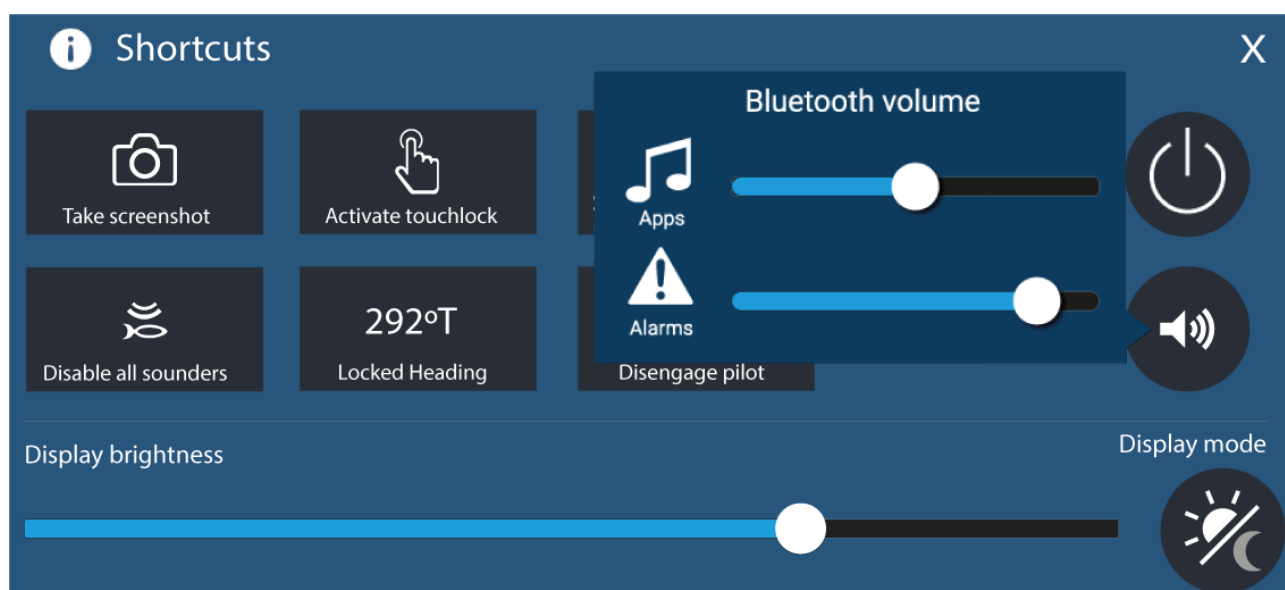 Shortcuts
X
Bluetooth volume
Apps
Take screenshot
Activate touchlock
Alarms
292ºT
Disable all sounders
Locked Heading
Disengage pilot
Display brightness
Display mode